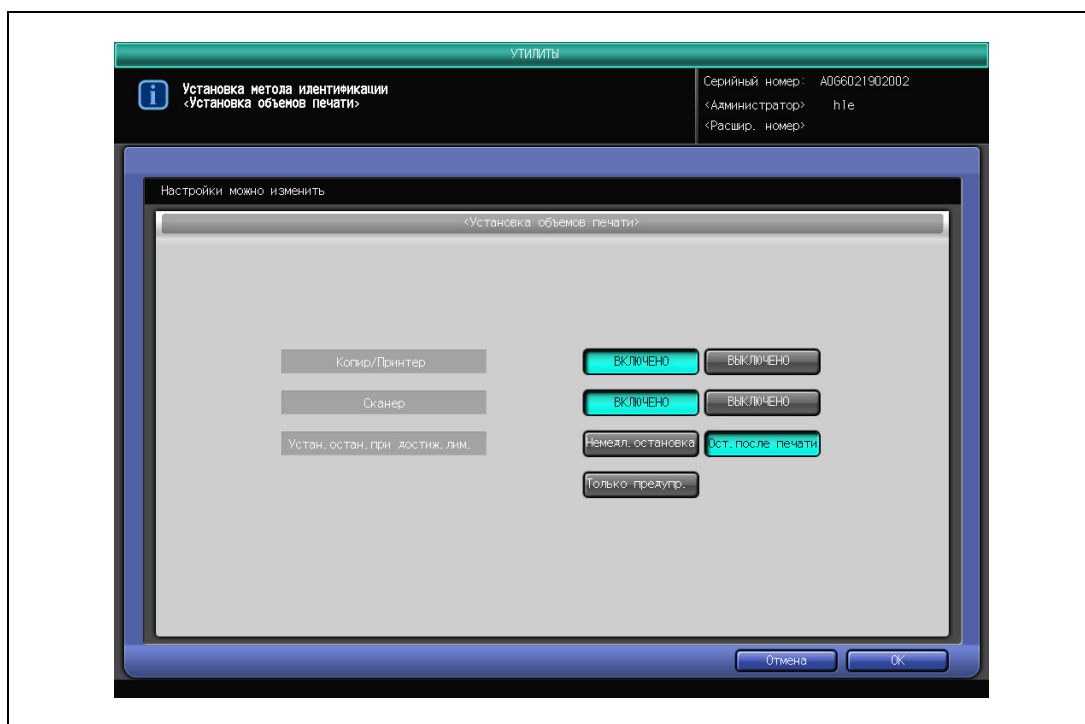 УТИЛИТЫ
Установка метола илентификации
<Установка объемов печати>
Серийный номер: A0G6021902002
<Администратор> hle
<Расшир. номер>
Настройки можно изменить
<Установка объемов печати>
Копир/Принтер ВКЛЮЧЕНО ВЫКЛЮЧЕНО
Сканер ВКЛЮЧЕНО ВЫКЛЮЧЕНО
Устан.остан.при достиж.лим. Немедл.остановка Ост.после печати
Только предупр.
Отмена OK